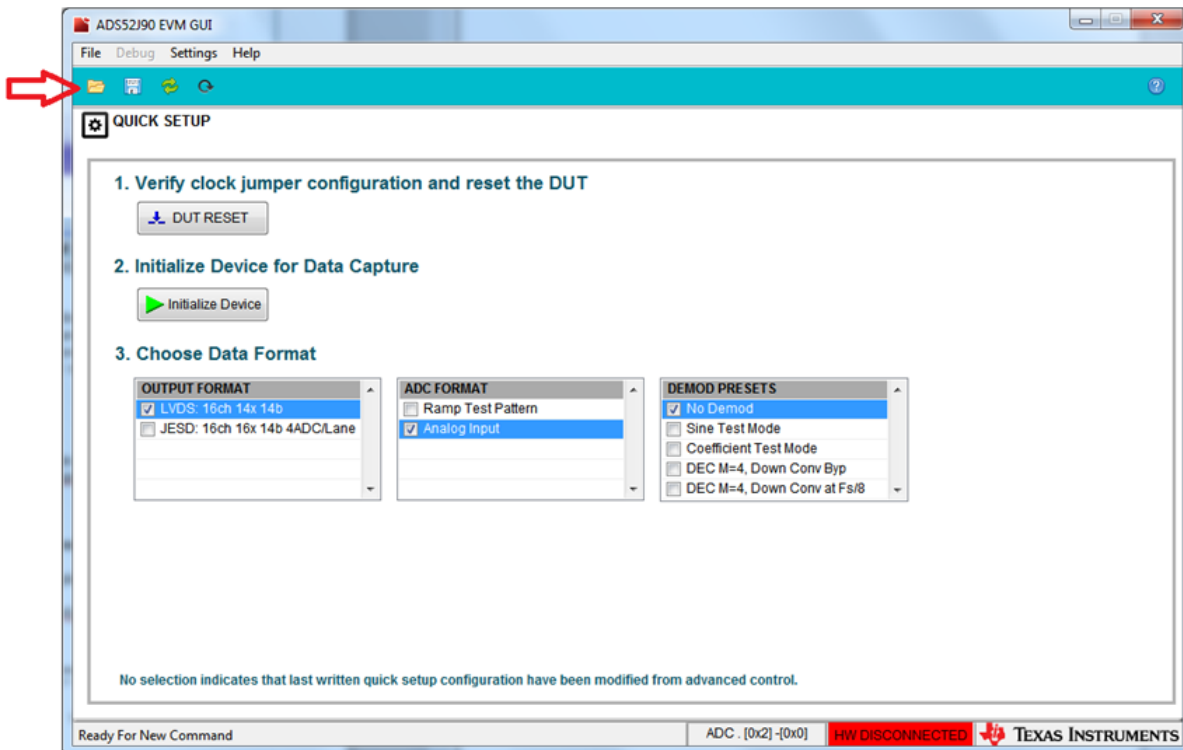 ADS52J90 EVM GUI
File Debug Settings Help
QUICK SETUP
1. Verify clock jumper configuration and reset the DUT
DUT RESET
2. Initialize Device for Data Capture
Initialize Device
3. Choose Data Format
OUTPUT FORMAT
LVDS: 16ch 14x 14b
JESD: 16ch 16x 14b 4ADC/Lane
ADC FORMAT
Ramp Test Pattern
Analog Input
DEMOD PRESETS
No Demod
Sine Test Mode
Coefficient Test Mode
DEC M=4, Down Conv Byp
DEC M=4, Down Conv at Fs/8
No selection indicates that last written quick setup configuration have been modified from advanced control.
Ready For New Command
ADC . [0x2] -[0x0]
HW DISCONNECTED
TEXAS INSTRUMENTS